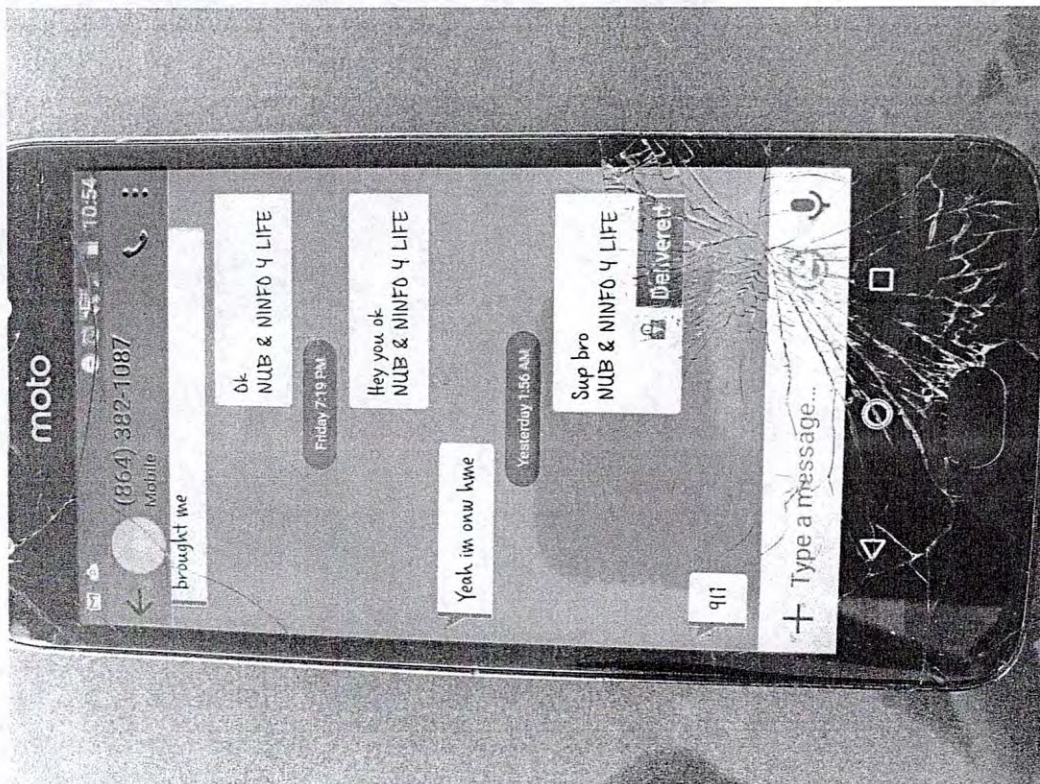 moto
10:54
(864) 382-1087
Mobile
brought me
Ok
NUB & NINFO 4 LIFE
Friday 7:19 PM
Hey you ok
NUB & NINFO 4 LIFE
Yeah im onw hme
Yesterday 1:56 AM
Sup bro
NUB & NINFO 4 LIFE
Delivered
911
Type a message...